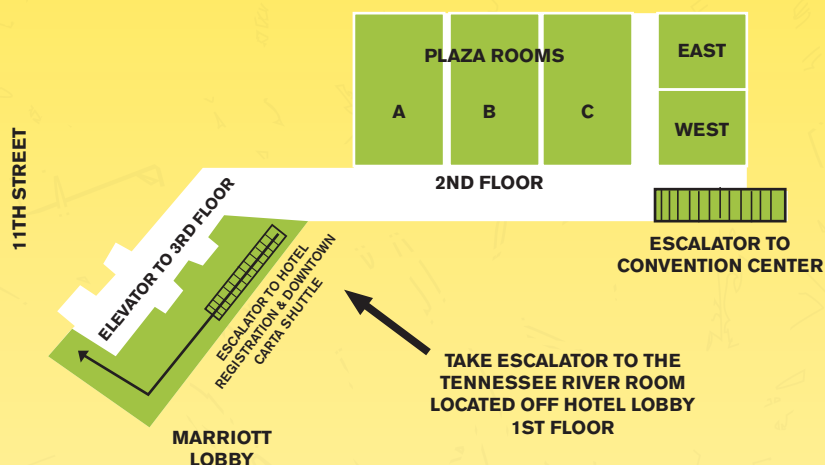 PLAZA ROOMS
A
B
C
EAST
WEST
11TH STREET
2ND FLOOR
ELEVATOR TO 3RD FLOOR
ESCALATOR TO
CONVENTION CENTER
ESCALATOR TO HOTEL
REGISTRATION & DOWNTOWN
CARTA SHUTTLE
TAKE ESCALATOR TO THE
TENNESSEE RIVER ROOM
LOCATED OFF HOTEL LOBBY
1ST FLOOR
MARRIOTT
LOBBY